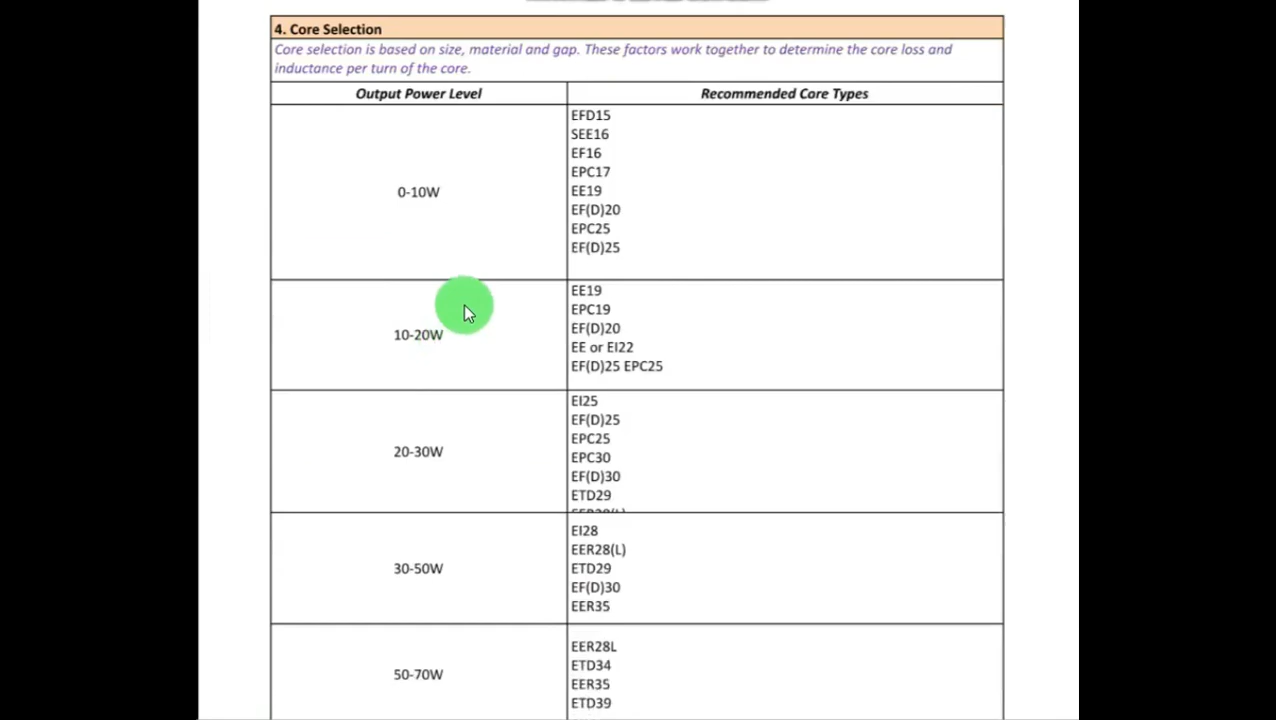 4. Core Selection
Core selection is based on size, material and gap. These factors work together to determine the core loss and
inductance per turn of the core.
Output Power Level
Recommended Core Types
0-10W
EFD15
SEE16
EF16
EPC17
EE19
EF(D)20
EPC25
EF(D)25
10-20W
EE19
EPC19
EF(D)20
EE or EI22
EF(D)25 EPC25
20-30W
EI25
EF(D)25
EPC25
EPC30
EF(D)30
ETD29
30-50W
EI28
EER28(L)
ETD29
EF(D)30
EER35
50-70W
EER28L
ETD34
EER35
ETD39